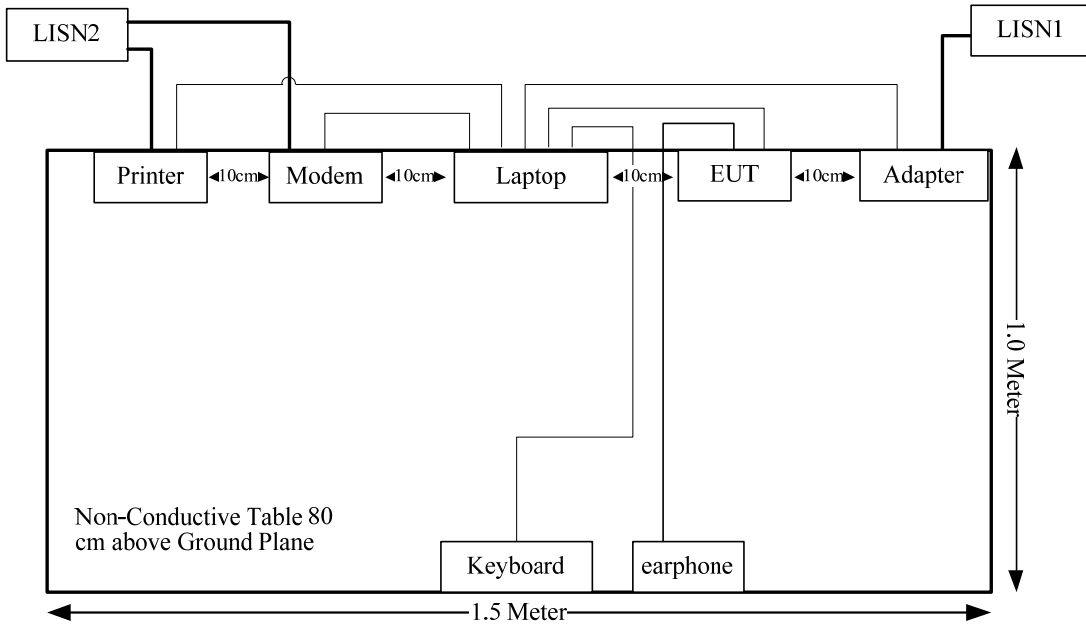 LISN2
LISN1
Printer
10cm
Modem
10cm
Laptop
10cm
EUT
10cm
Adapter
1.0 Meter
Non-Conductive Table 80
cm above Ground Plane
Keyboard
earphone
1.5 Meter